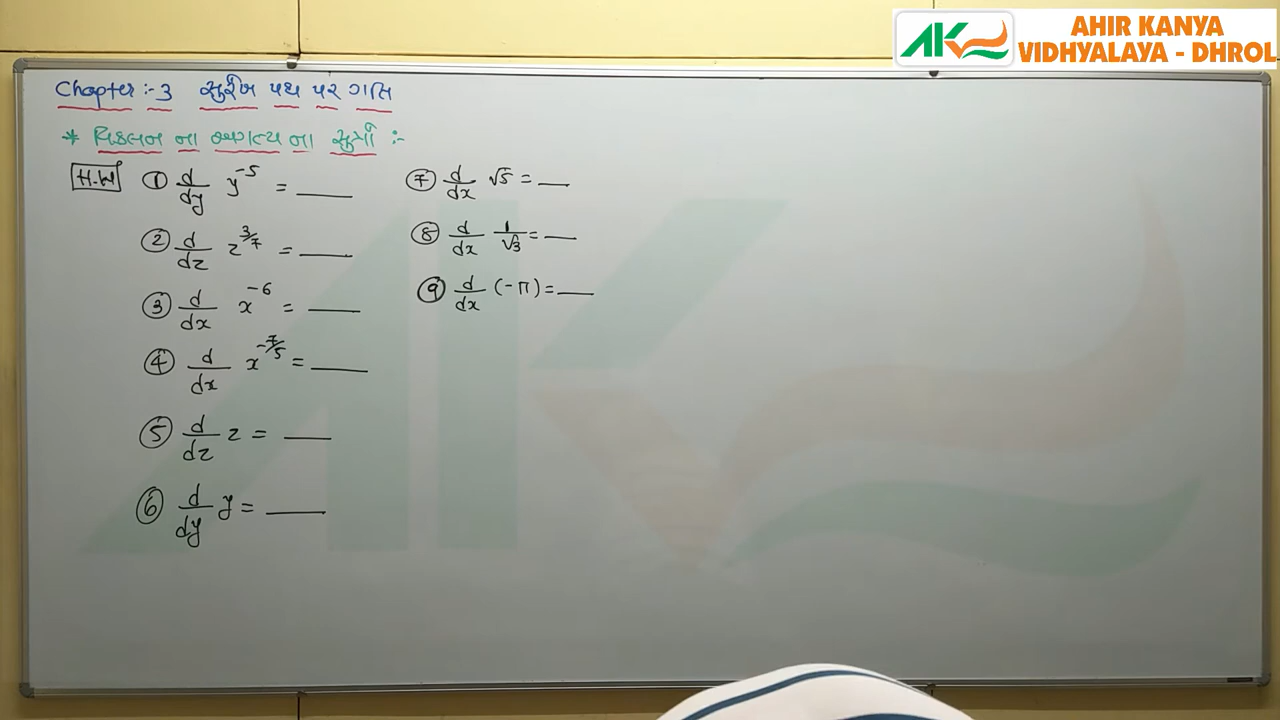 AHIR KANYA
VIDHYALAYA - DHROL
AK
Chapter :- 3 સુરેખ પથ પર ગતિ
* વિકલન ના અગત્ય ના સુત્રો :-
H.W ① d/dy y^-5 = ____
② d/dz z^3/7 = ____
③ d/dx x^-6 = ____
④ d/dx x^-7/5 = ____
⑤ d/dz z = ____
⑥ d/dy y = ____
⑦ d/dx √5 = ____
⑧ d/dx 1/√3 = ____
⑨ d/dx (-π) = ____